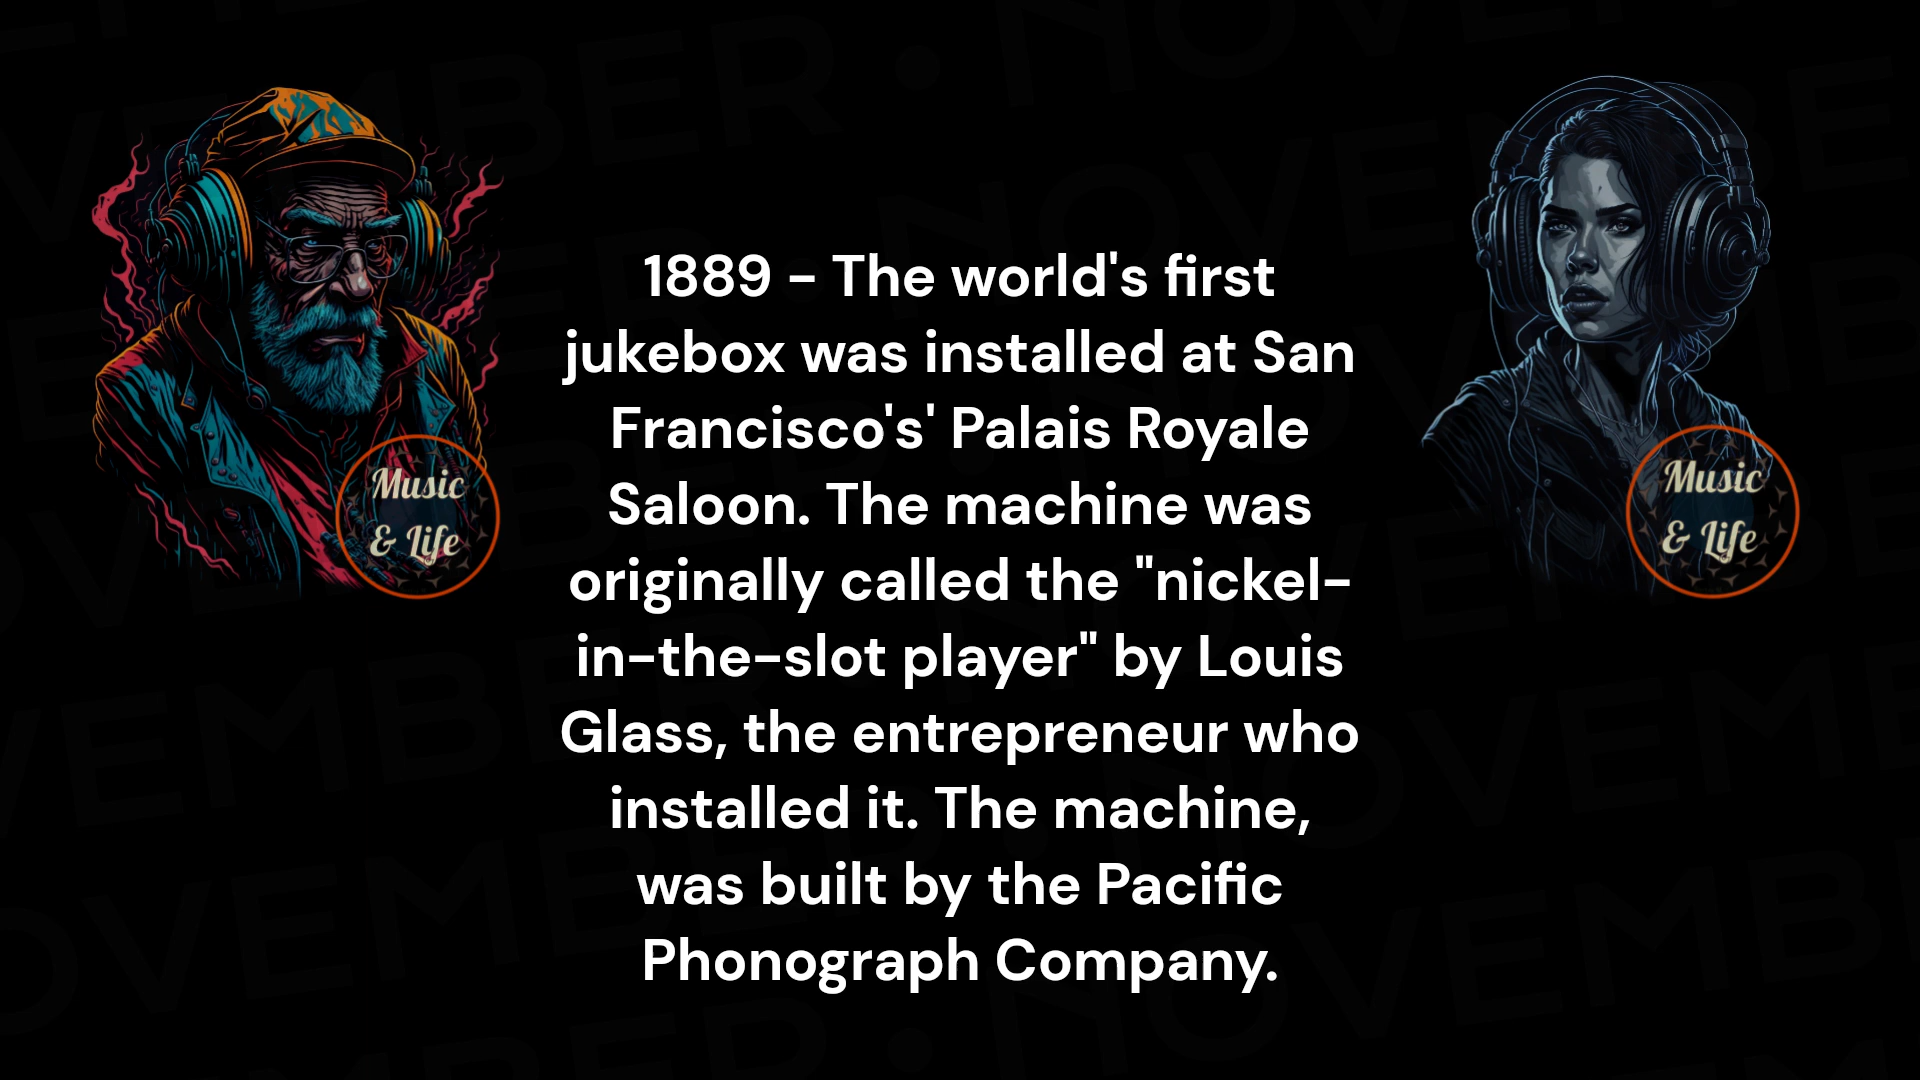 1889 - The world's first
jukebox was installed at San
Francisco's' Palais Royale
Saloon. The machine was
originally called the "nickel-
in-the-slot player" by Louis
Glass, the entrepreneur who
installed it. The machine,
was built by the Pacific
Phonograph Company.
Music
& Life
Music
& Life
NOVEMBER • NOVEMBER